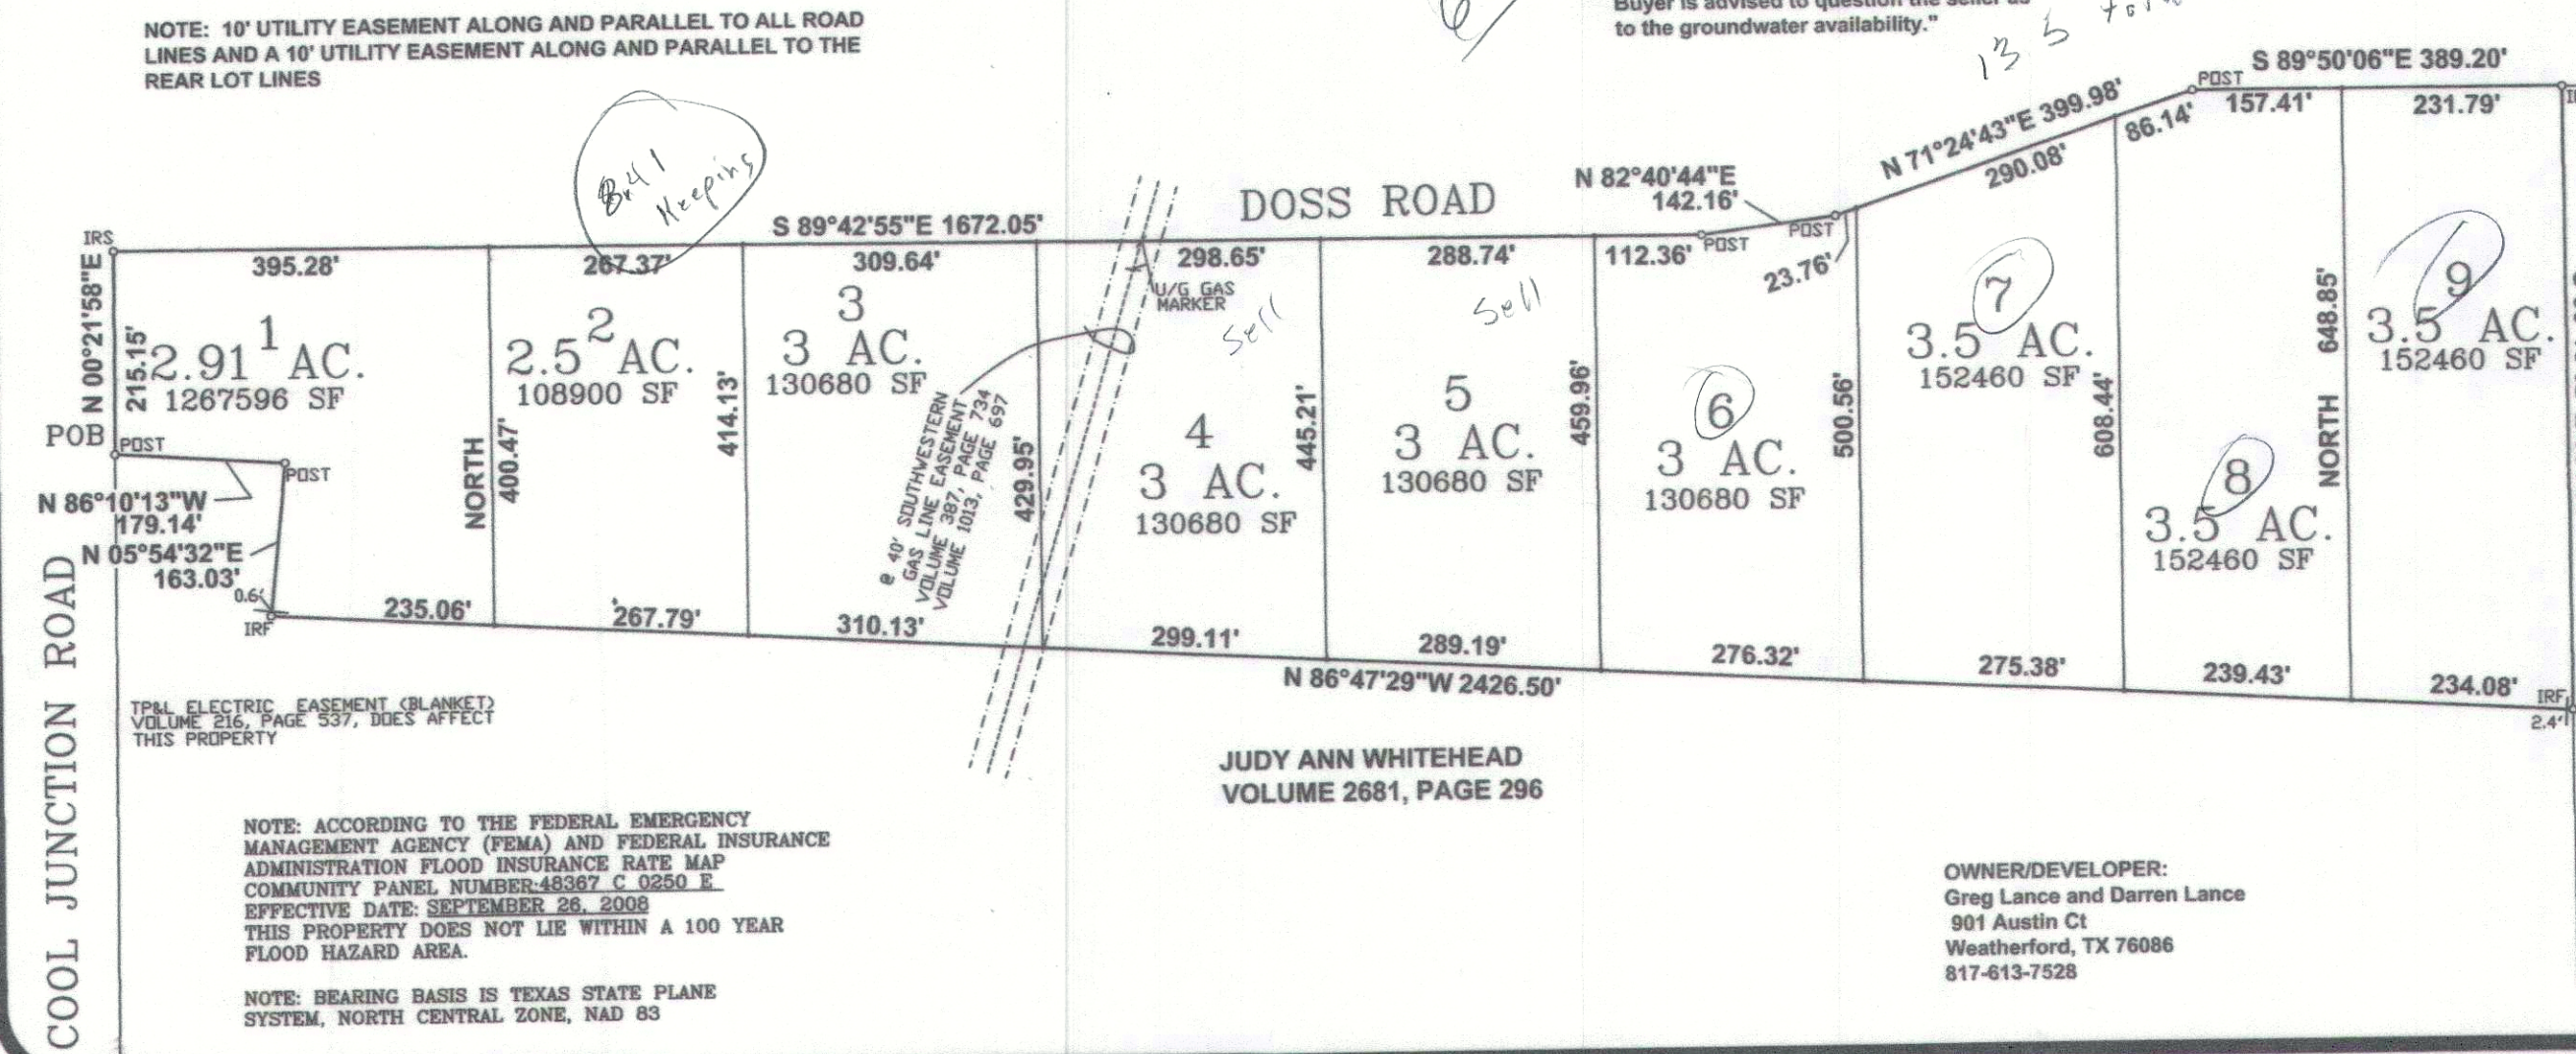 NOTE: 10' UTILITY EASEMENT ALONG AND PARALLEL TO ALL ROAD
LINES AND A 10' UTILITY EASEMENT ALONG AND PARALLEL TO THE
REAR LOT LINES
Buyer is advised to question the seller as
to the groundwater availability."
6
13 5
S 89°50'06"E 389.20'
POST
157.41'
231.79'
N 71°24'43"E 399.98'
86.14'
290.08'
N 82°40'44"E
142.16'
DOSS ROAD
Keeping
S 89°42'55"E 1672.05'
IRS
395.28'
267.37'
309.64'
298.65'
288.74'
112.36'
POST
POST
23.76'
U/G GAS
MARKER
Sell
Sell
N 00°21'58"E
215.15'
1
2.91 AC.
1267596 SF
2
2.5 AC.
108900 SF
3
3 AC.
130680 SF
4
3 AC.
130680 SF
5
3 AC.
130680 SF
6
3 AC.
130680 SF
7
3.5 AC.
152460 SF
8
3.5 AC.
152460 SF
9
3.5 AC.
152460 SF
NORTH
400.47'
414.13'
429.95'
445.21'
459.96'
500.56'
608.44'
NORTH 648.85'
@ 40' SOUTHWESTERN
GAS LINE EASEMENT
VOLUME 387, PAGE 734
VOLUME 1013, PAGE 697
POB
POST
POST
N 86°10'13"W
179.14'
N 05°54'32"E
163.03'
0.6'
IRF
235.06'
267.79'
310.13'
299.11'
289.19'
276.32'
275.38'
239.43'
234.08'
IRF
2.4'
N 86°47'29"W 2426.50'
COOL JUNCTION ROAD
TP&L ELECTRIC EASEMENT (BLANKET)
VOLUME 216, PAGE 537, DOES AFFECT
THIS PROPERTY
JUDY ANN WHITEHEAD
VOLUME 2681, PAGE 296
NOTE: ACCORDING TO THE FEDERAL EMERGENCY
MANAGEMENT AGENCY (FEMA) AND FEDERAL INSURANCE
ADMINISTRATION FLOOD INSURANCE RATE MAP
COMMUNITY PANEL NUMBER:48367 C 0250 E
EFFECTIVE DATE: SEPTEMBER 26, 2008
THIS PROPERTY DOES NOT LIE WITHIN A 100 YEAR
FLOOD HAZARD AREA.
NOTE: BEARING BASIS IS TEXAS STATE PLANE
SYSTEM, NORTH CENTRAL ZONE, NAD 83
OWNER/DEVELOPER:
Greg Lance and Darren Lance
901 Austin Ct
Weatherford, TX 76086
817-613-7528